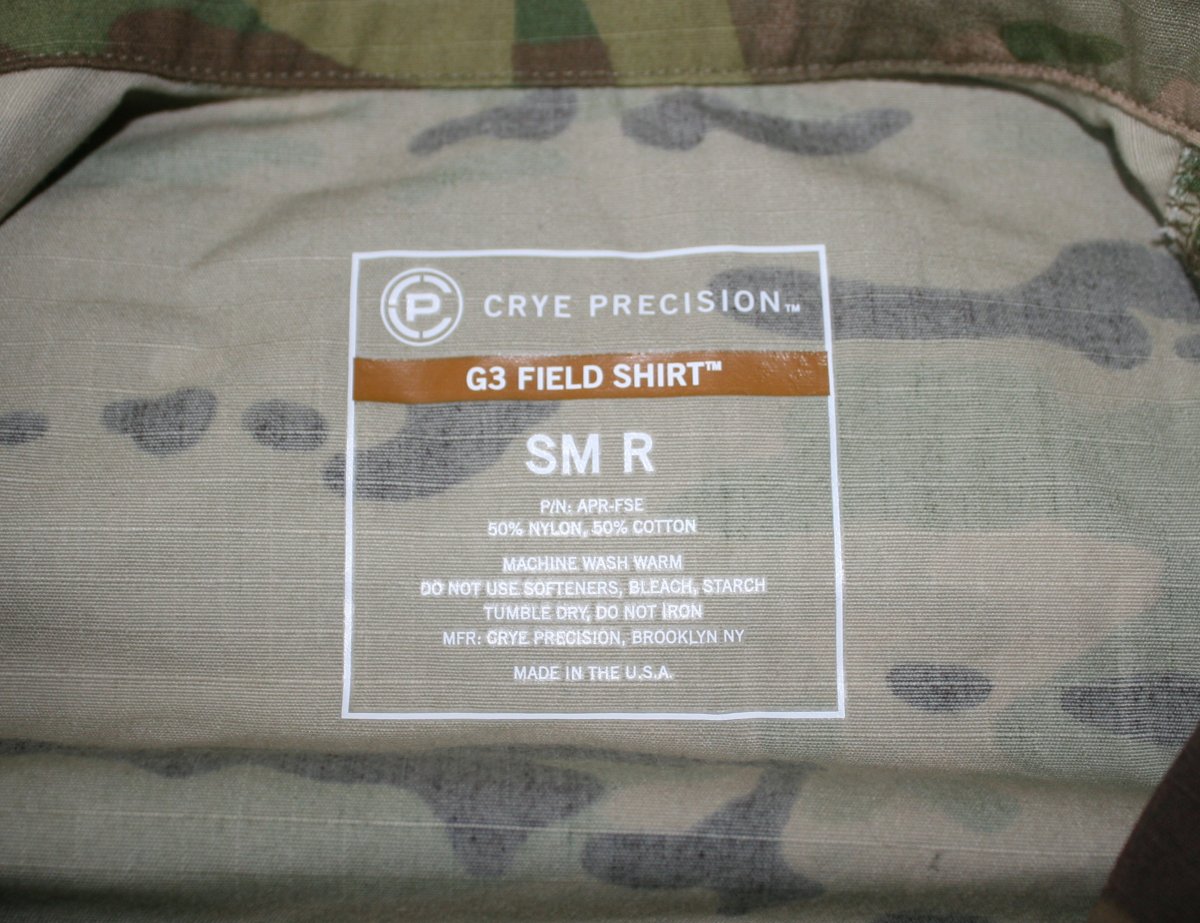 CP CRYE PRECISION™
G3 FIELD SHIRT™
SM R
P/N: APR-FSE
50% NYLON, 50% COTTON
MACHINE WASH WARM
DO NOT USE SOFTENERS, BLEACH, STARCH
TUMBLE DRY, DO NOT IRON
MFR: CRYE PRECISION, BROOKLYN NY
MADE IN THE U.S.A.